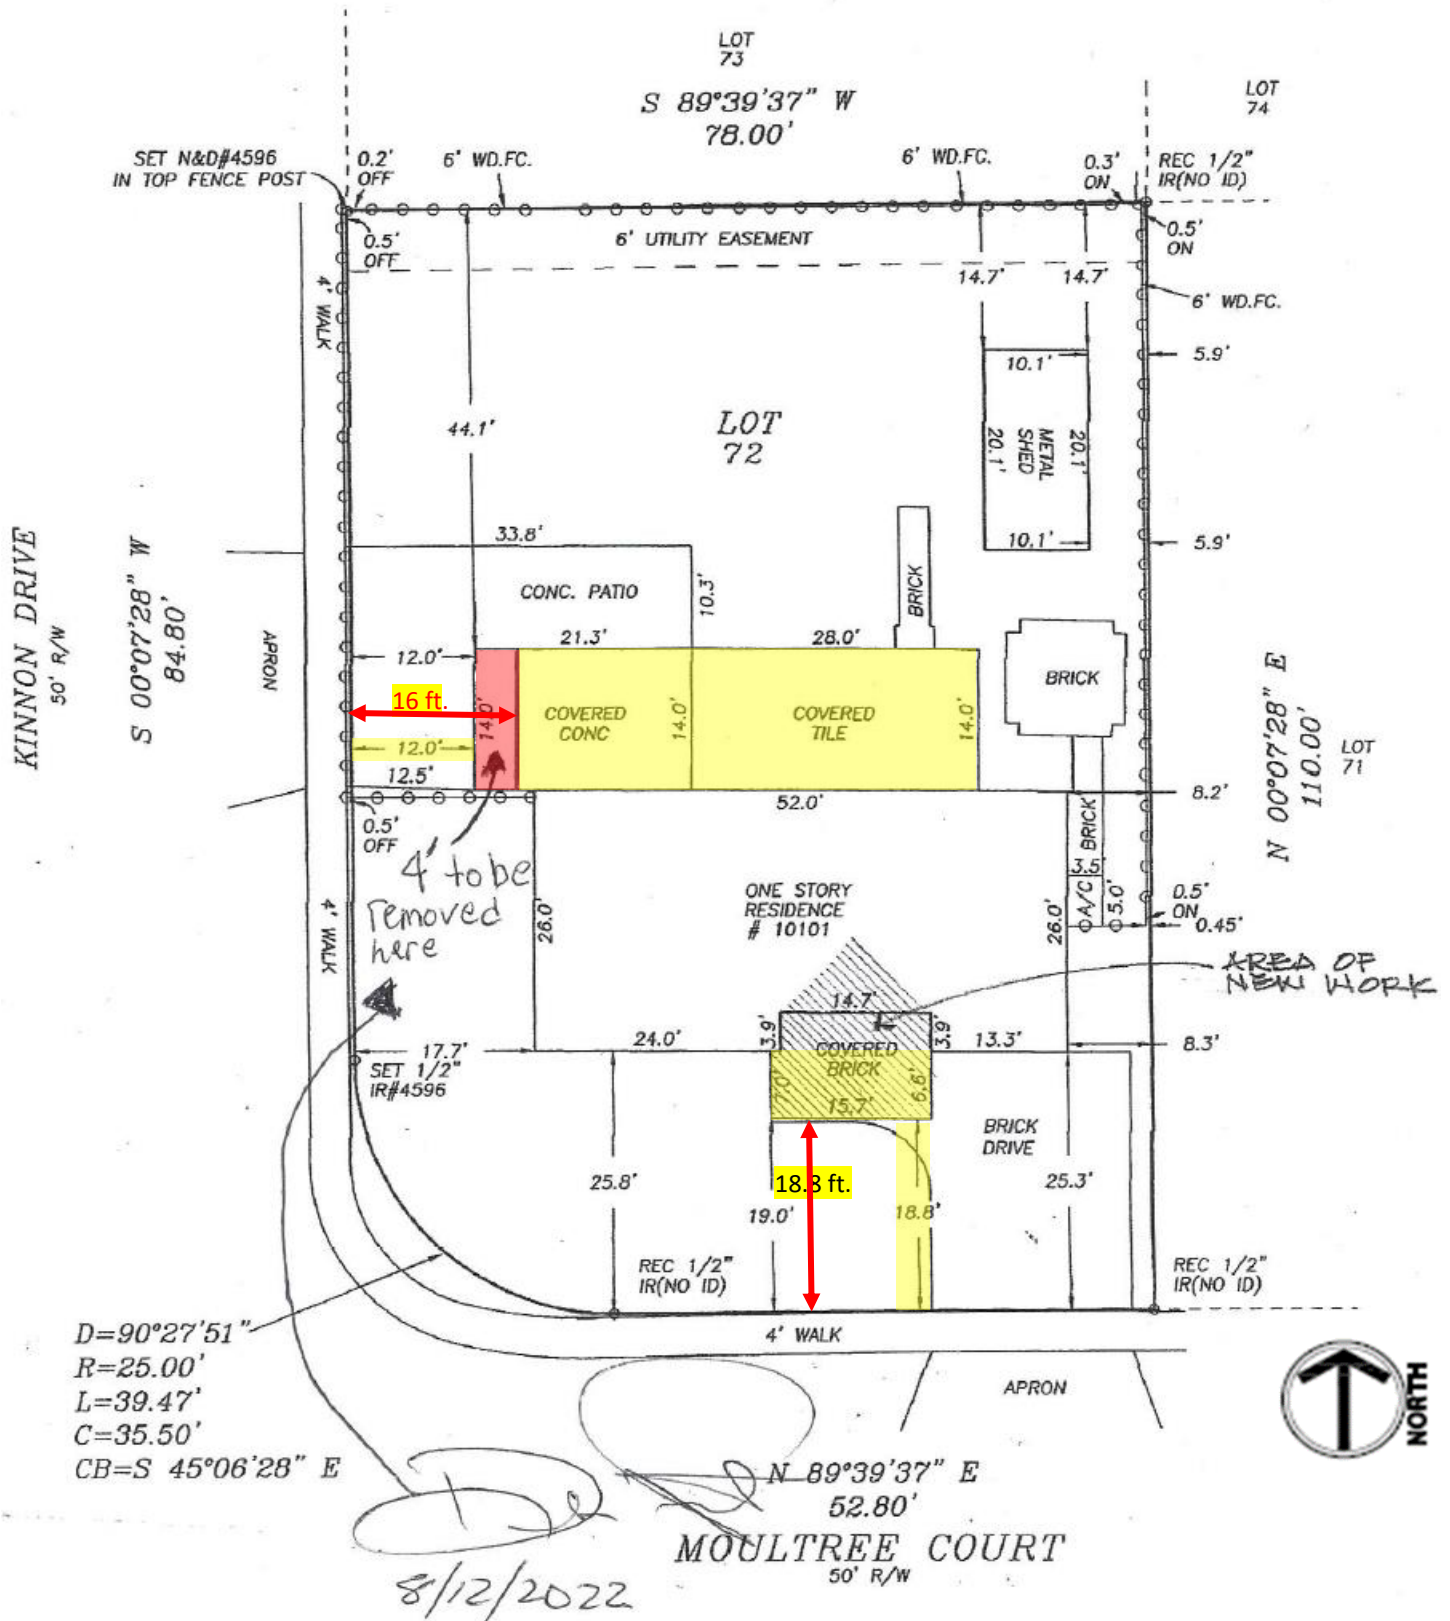 LOT
73
S 89°39'37" W
78.00'
LOT
74
SET N&D#4596
IN TOP FENCE POST
0.2'
OFF
6' WD.FC.
6' WD.FC.
0.3'
ON
REC 1/2"
IR(NO ID)
0.5'
OFF
6' UTILITY EASEMENT
0.5'
ON
4' WALK
14.7'
14.7'
6' WD.FC.
10.1'
5.9'
44.1'
LOT
72
20.1'
METAL
SHED
20.1'
33.8'
10.1'
5.9'
KINNON DRIVE
50' R/W
S 00°07'28" W
84.80'
APRON
CONC. PATIO
10.3'
BRICK
21.3'
28.0'
12.0'
BRICK
16 ft.
14.0'
COVERED
CONC
14.0'
COVERED
TILE
14.0'
N 00°07'28" E
110.00'
LOT
71
12.0'
12.5'
52.0'
8.2'
0.5'
OFF
4' to be
removed
here
BRICK
3.5'
A/C
5.0'
0.5'
ON
0.45'
4' WALK
26.0'
ONE STORY
RESIDENCE
# 10101
26.0'
AREA OF
NEW WORK
14.7'
3.9'
3.9'
17.7'
24.0'
COVERED
BRICK
13.3'
8.3'
SET 1/2"
IR#4596
7.0'
6.6'
15.7'
BRICK
DRIVE
25.8'
18.8 ft.
25.3'
19.0'
18.8'
REC 1/2"
IR(NO ID)
REC 1/2"
IR(NO ID)
D=90°27'51"
R=25.00'
L=39.47'
C=35.50'
CB=S 45°06'28" E
4' WALK
APRON
NORTH
N 89°39'37" E
52.80'
MOULTREE COURT
50' R/W
8/12/2022